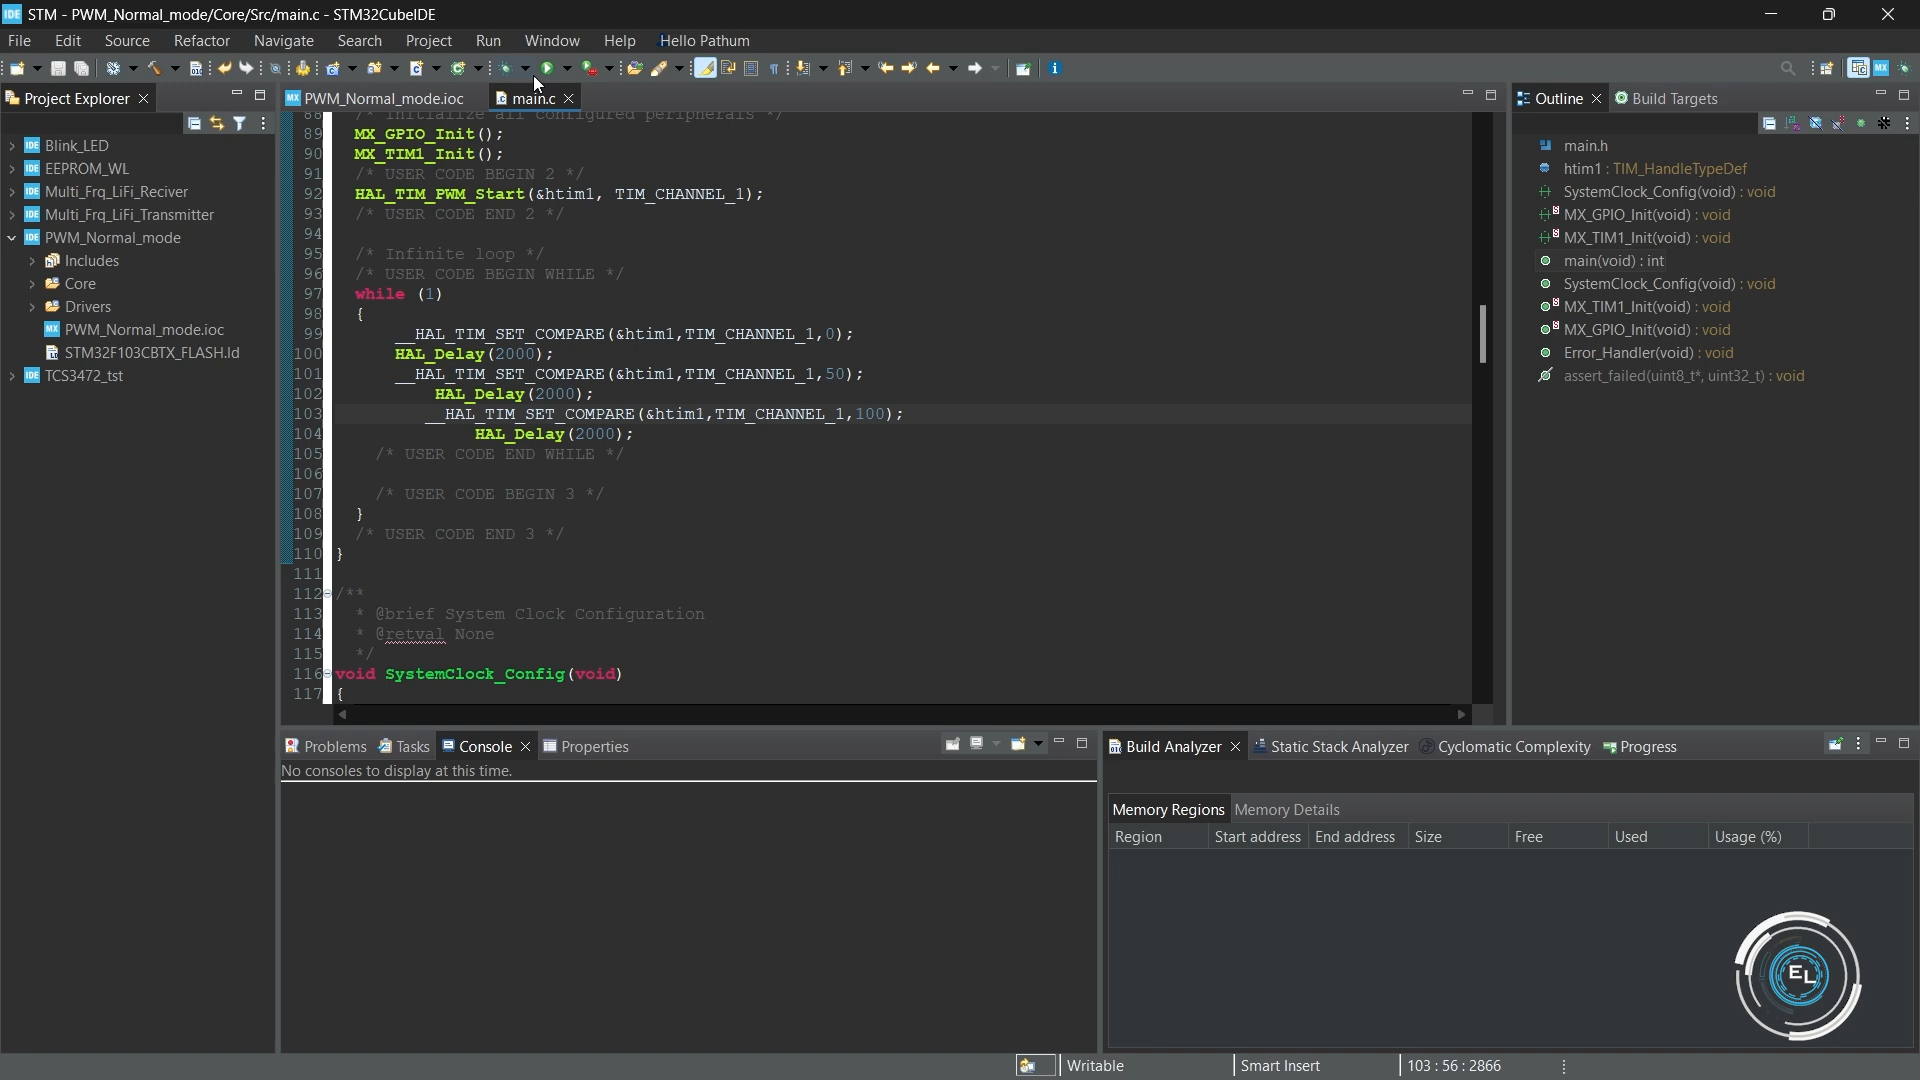 STM - PWM_Normal_mode/Core/Src/main.c - STM32CubeIDE
File Edit Source Refactor Navigate Search Project Run Window Help Hello Pathum
Project Explorer
Blink_LED
EEPROM_WL
Multi_Frq_LiFi_Reciver
Multi_Frq_LiFi_Transmitter
PWM_Normal_mode
Includes
Core
Drivers
PWM_Normal_mode.ioc
STM32F103CBTX_FLASH.ld
TCS3472_tst
PWM_Normal_mode.ioc main.c
88 /* Initialize all configured peripherals */
89 MX_GPIO_Init();
90 MX_TIM1_Init();
91 /* USER CODE BEGIN 2 */
92 HAL_TIM_PWM_Start(&htim1, TIM_CHANNEL_1);
93 /* USER CODE END 2 */
94
95 /* Infinite loop */
96 /* USER CODE BEGIN WHILE */
97 while (1)
98 {
99 __HAL_TIM_SET_COMPARE(&htim1,TIM_CHANNEL_1,0);
100 HAL_Delay(2000);
101 __HAL_TIM_SET_COMPARE(&htim1,TIM_CHANNEL_1,50);
102 HAL_Delay(2000);
103 __HAL_TIM_SET_COMPARE(&htim1,TIM_CHANNEL_1,100);
104 HAL_Delay(2000);
105 /* USER CODE END WHILE */
106
107 /* USER CODE BEGIN 3 */
108 }
109 /* USER CODE END 3 */
110 }
111
112 /**
113 * @brief System Clock Configuration
114 * @retval None
115 */
116 void SystemClock_Config(void)
117 {
Outline Build Targets
main.h
htim1 : TIM_HandleTypeDef
SystemClock_Config(void) : void
MX_GPIO_Init(void) : void
MX_TIM1_Init(void) : void
main(void) : int
SystemClock_Config(void) : void
MX_TIM1_Init(void) : void
MX_GPIO_Init(void) : void
Error_Handler(void) : void
assert_failed(uint8_t*, uint32_t) : void
Problems Tasks Console Properties
No consoles to display at this time.
Build Analyzer Static Stack Analyzer Cyclomatic Complexity Progress
Memory Regions Memory Details
Region Start address End address Size Free Used Usage (%)
EL
Writable Smart Insert 103 : 56 : 2866